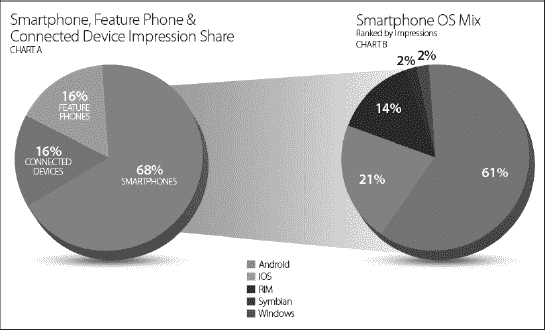 Smartphone, Feature Phone &
Connected Device Impression Share
CHART A
16%
FEATURE
PHONES
16%
CONNECTED
DEVICES
68%
SMARTPHONES
Smartphone OS Mix
Ranked by Impressions
CHART B
2%
2%
14%
21%
61%
Android
iOS
RIM
Symbian
Windows